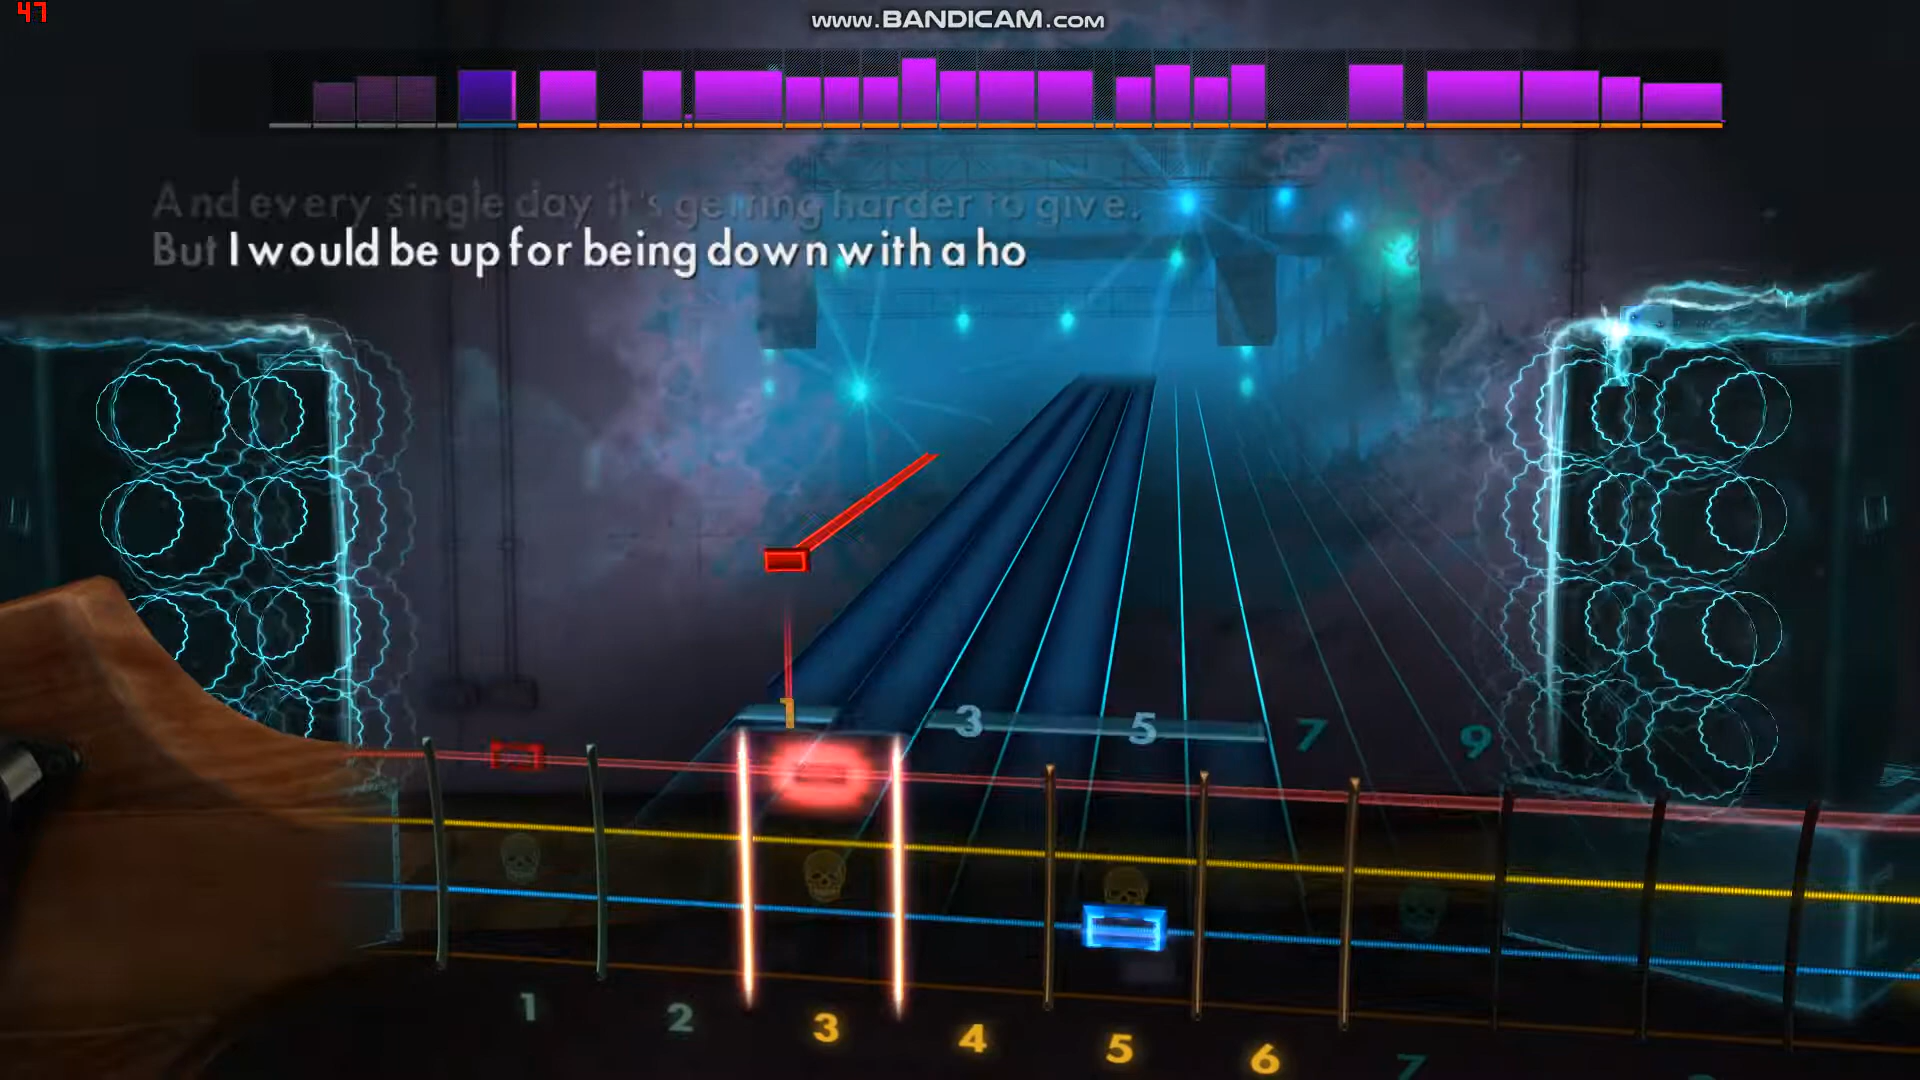 47
www.BANDICAM.com
And every single day it's getting harder to give.
But I would be up for being down with a ho
1 3 5 7 9
1 2 3 4 5 6 7